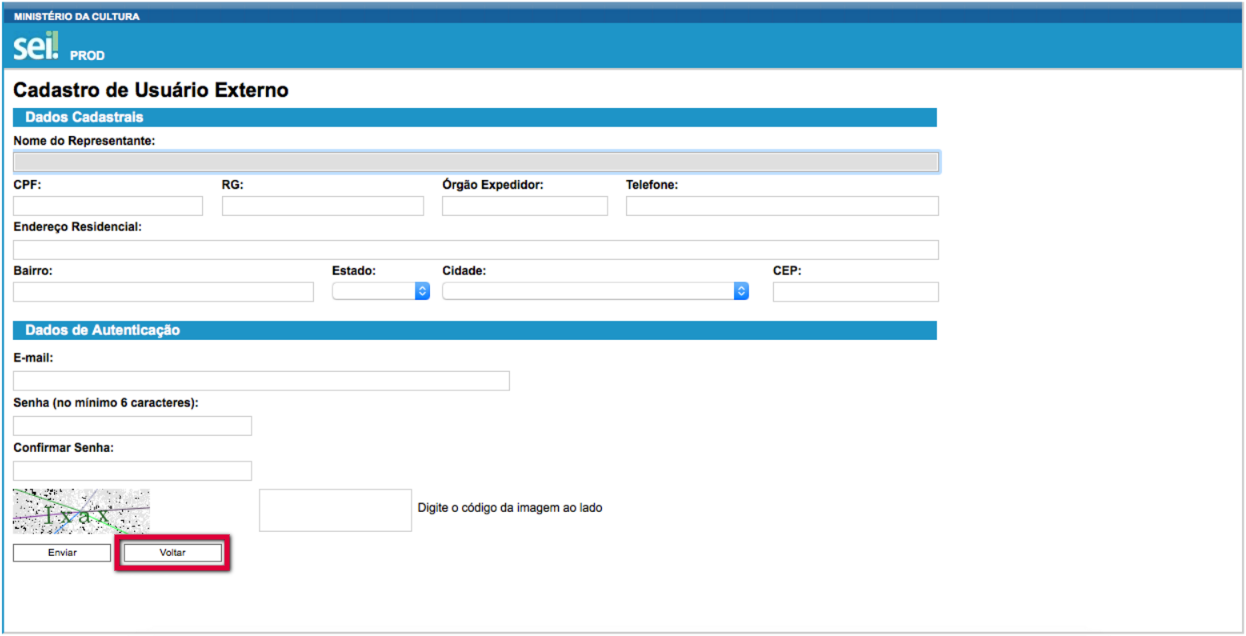 MINISTÉRIO DA CULTURA
sei! PROD
Cadastro de Usuário Externo
Dados Cadastrais
Nome do Representante:
CPF: RG: Órgão Expedidor: Telefone:
Endereço Residencial:
Bairro: Estado: Cidade: CEP:
Dados de Autenticação
E-mail:
Senha (no mínimo 6 caracteres):
Confirmar Senha:
Ixax Digite o código da imagem ao lado
Enviar Voltar